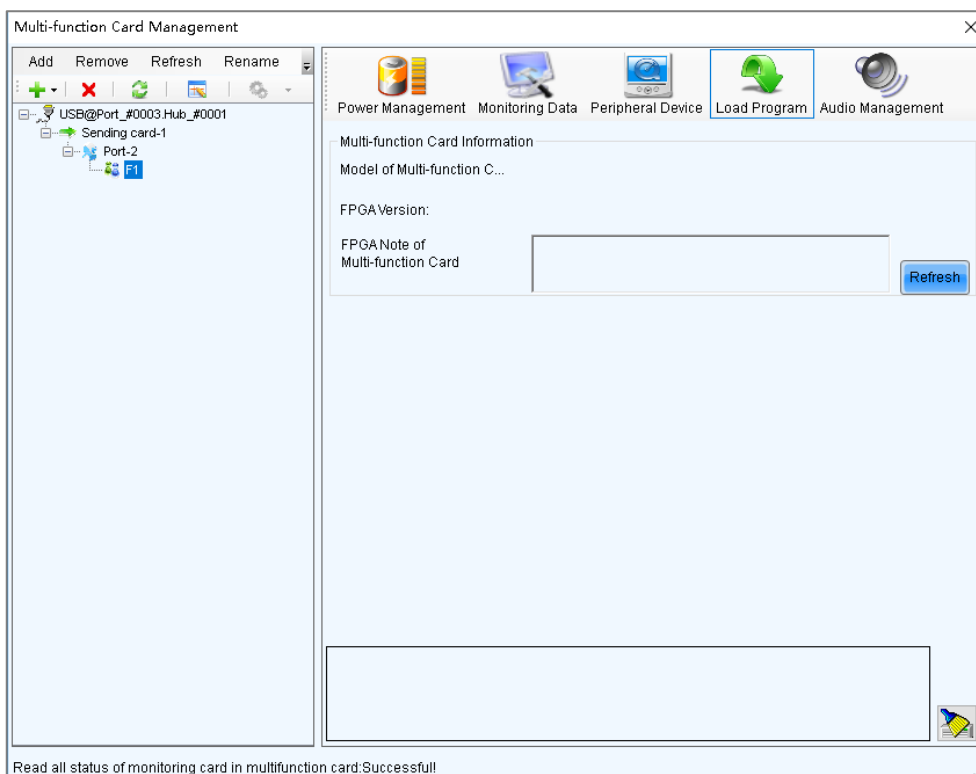 Multi-function Card Management
Add Remove Refresh Rename
USB@Port_#0003.Hub_#0001
Sending card-1
Port-2
F1
Power Management Monitoring Data Peripheral Device Load Program Audio Management
Multi-function Card Information
Model of Multi-function C...
FPGA Version:
FPGA Note of
Multi-function Card
Refresh
Read all status of monitoring card in multifunction card:Successful!